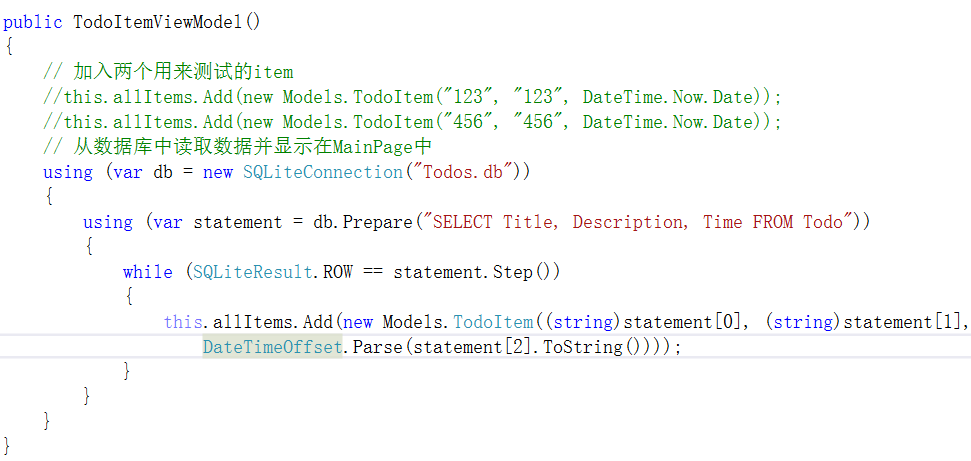 public TodoItemViewModel()
{
    // 加入两个用来测试的item
    //this.allItems.Add(new Models.TodoItem("123", "123", DateTime.Now.Date));
    //this.allItems.Add(new Models.TodoItem("456", "456", DateTime.Now.Date));
    // 从数据库中读取数据并显示在MainPage中
    using (var db = new SQLiteConnection("Todos.db"))
    {
        using (var statement = db.Prepare("SELECT Title, Description, Time FROM Todo"))
        {
            while (SQLiteResult.ROW == statement.Step())
            {
                this.allItems.Add(new Models.TodoItem((string)statement[0], (string)statement[1],
                    DateTimeOffset.Parse(statement[2].ToString())));
            }
        }
    }
}